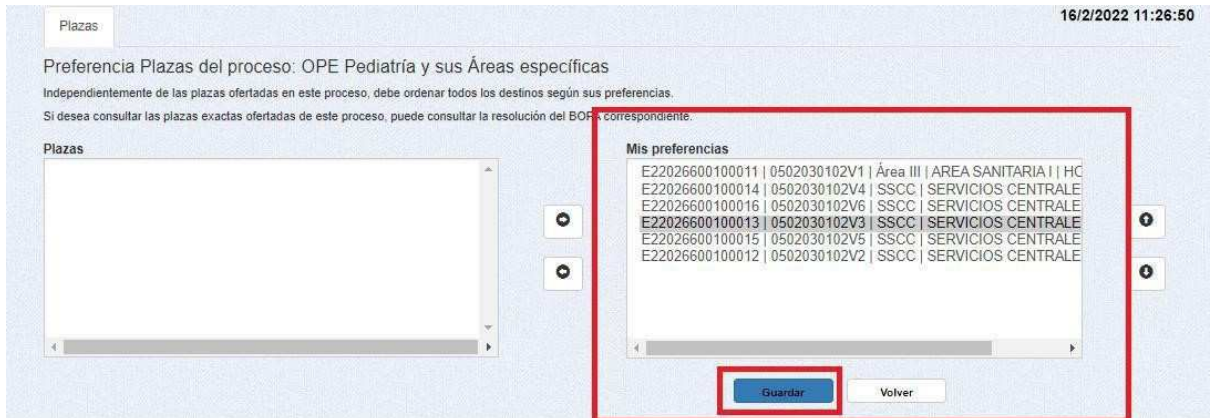 16/2/2022 11:26:50
Plazas
Preferencia Plazas del proceso: OPE Pediatría y sus Áreas específicas
Independientemente de las plazas ofertadas en este proceso, debe ordenar todos los destinos según sus preferencias.
Si desea consultar las plazas exactas ofertadas de este proceso, puede consultar la resolución del BOPA correspondiente.
Plazas
Mis preferencias
E22026600100011 | 0502030102V1 | Área III | AREA SANITARIA I | HO
E22026600100014 | 0502030102V4 | SSCC | SERVICIOS CENTRALE
E22026600100016 | 0502030102V6 | SSCC | SERVICIOS CENTRALE
E22026600100013 | 0502030102V3 | SSCC | SERVICIOS CENTRALE
E22026600100015 | 0502030102V5 | SSCC | SERVICIOS CENTRALE
E22026600100012 | 0502030102V2 | SSCC | SERVICIOS CENTRALE
Guardar
Volver